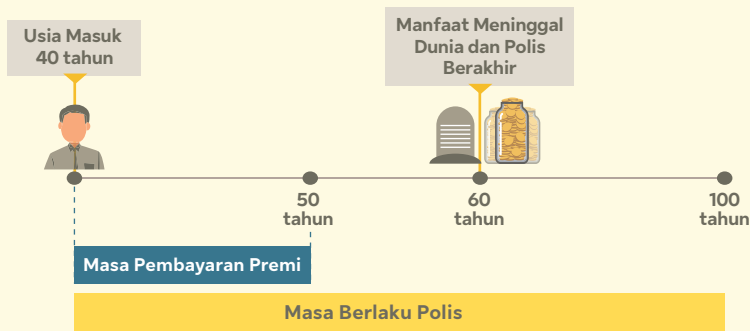 Usia Masuk
40 tahun
Manfaat Meninggal
Dunia dan Polis
Berakhir
50
tahun
60
tahun
100
tahun
Masa Pembayaran Premi
Masa Berlaku Polis